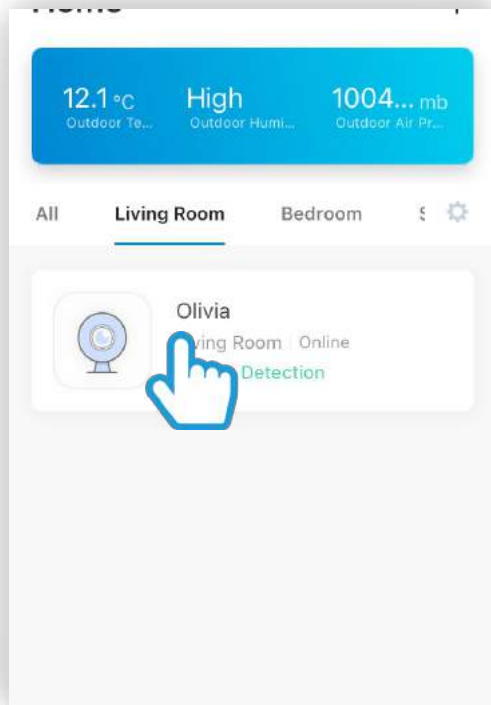 12.1 °C High 1004... mb
Outdoor Te... Outdoor Humi... Outdoor Air Pr...
All Living Room Bedroom
Olivia
Room | Online
Detection